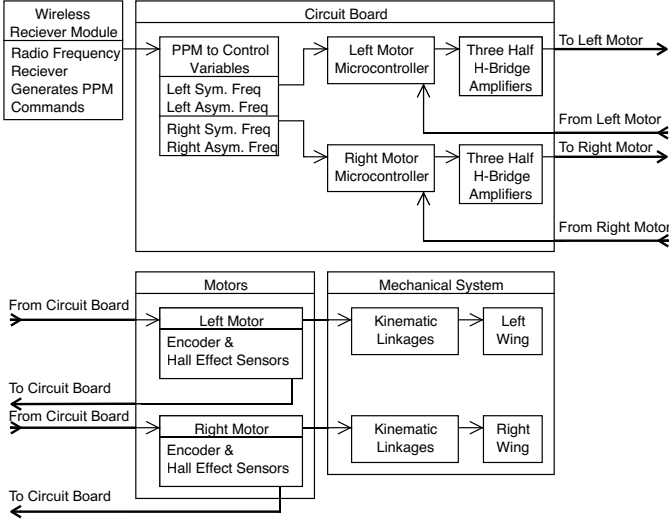 Wireless
Reciever Module
Radio Frequency
Reciever
Generates PPM
Commands
Circuit Board
PPM to Control
Variables
Left Sym. Freq
Left Asym. Freq
Right Sym. Freq
Right Asym. Freq
Left Motor
Microcontroller
Three Half
H-Bridge
Amplifiers
To Left Motor
From Left Motor
Right Motor
Microcontroller
Three Half
H-Bridge
Amplifiers
To Right Motor
From Right Motor
Motors
Mechanical System
From Circuit Board
Left Motor
Encoder &
Hall Effect Sensors
Kinematic
Linkages
Left
Wing
To Circuit Board
From Circuit Board
Right Motor
Encoder &
Hall Effect Sensors
Kinematic
Linkages
Right
Wing
To Circuit Board